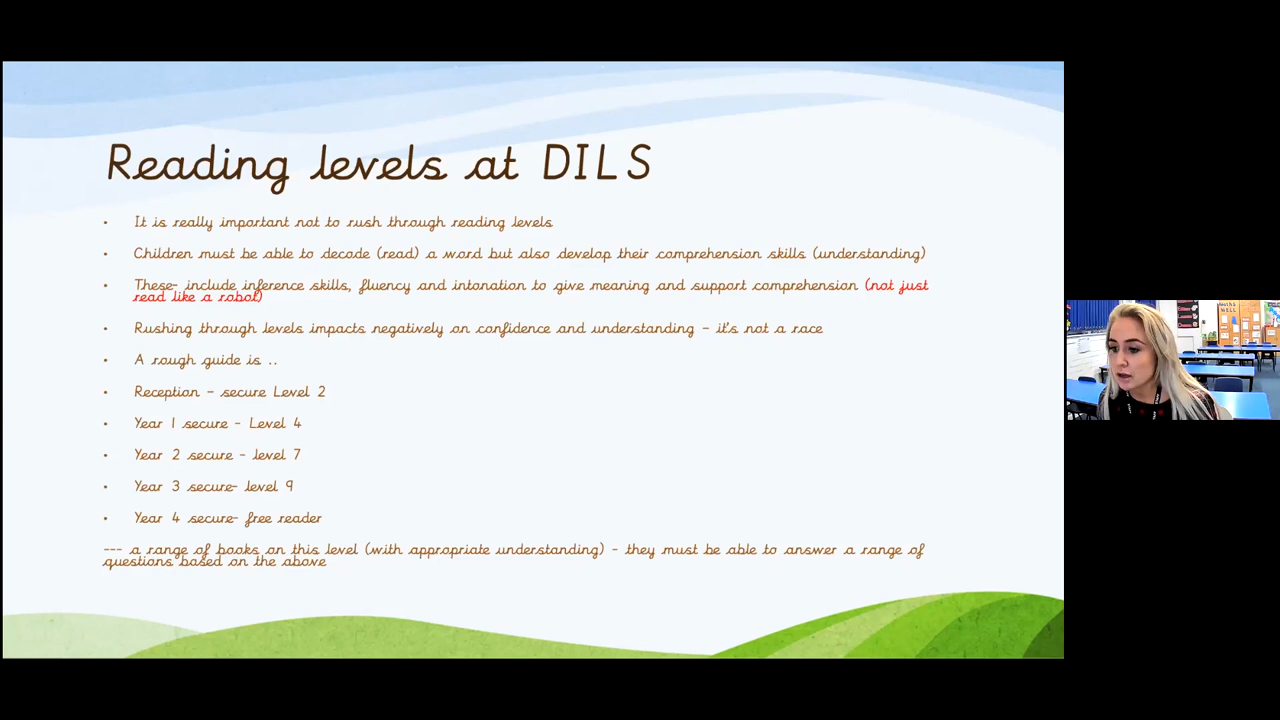 Reading levels at DILS
• It is really important not to rush through reading levels
• Children must be able to decode (read) a word but also develop their comprehension skills (understanding)
• These- include inference skills, fluency and intonation to give meaning and support comprehension (not just
read like a robot)
• Rushing through levels impacts negatively on confidence and understanding – it's not a race
• A rough guide is ..
• Reception – secure Level 2
• Year 1 secure – Level 4
• Year 2 secure – level 7
• Year 3 secure- level 9
• Year 4 secure- free reader
--- a range of books on this level (with appropriate understanding) – they must be able to answer a range of
questions based on the above